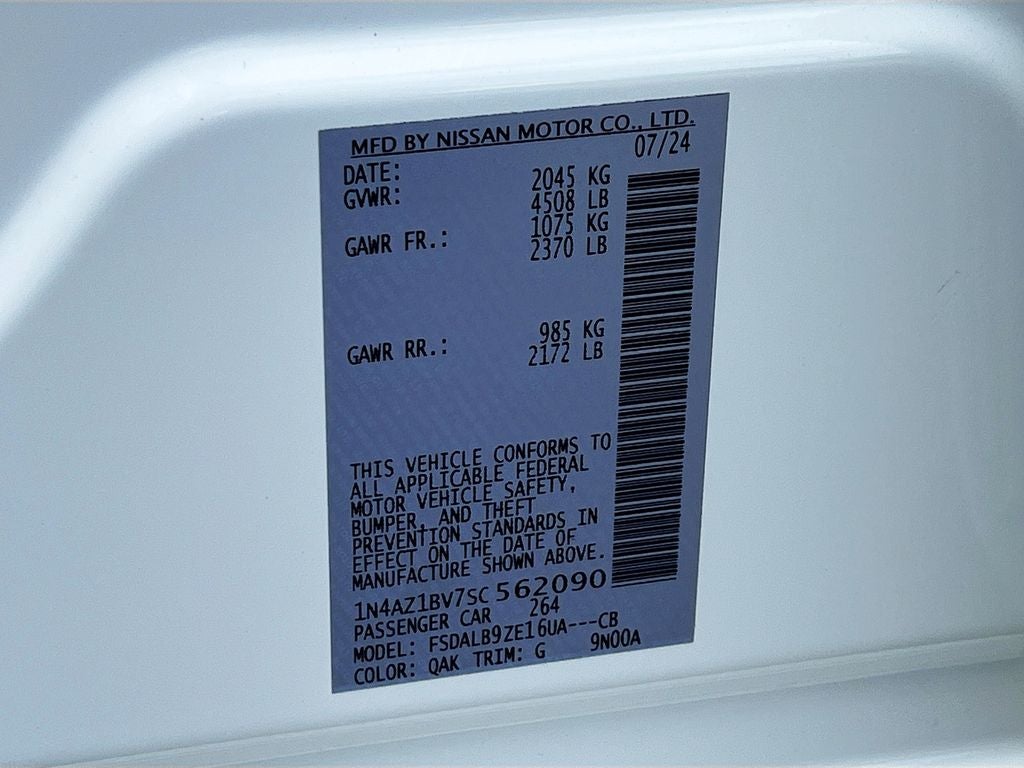 MFD BY NISSAN MOTOR CO., LTD.
DATE: 07/24
GVWR: 2045 KG
4508 LB
GAWR FR.: 1075 KG
2370 LB
GAWR RR.: 985 KG
2172 LB
THIS VEHICLE CONFORMS TO
ALL APPLICABLE FEDERAL
MOTOR VEHICLE SAFETY,
BUMPER, AND THEFT
PREVENTION STANDARDS IN
EFFECT ON THE DATE OF
MANUFACTURE SHOWN ABOVE.
1N4AZ1BV7SC562090
PASSENGER CAR 264
MODEL: FSDALB9ZE16UA---CB
COLOR: QAK TRIM: G 9N00A